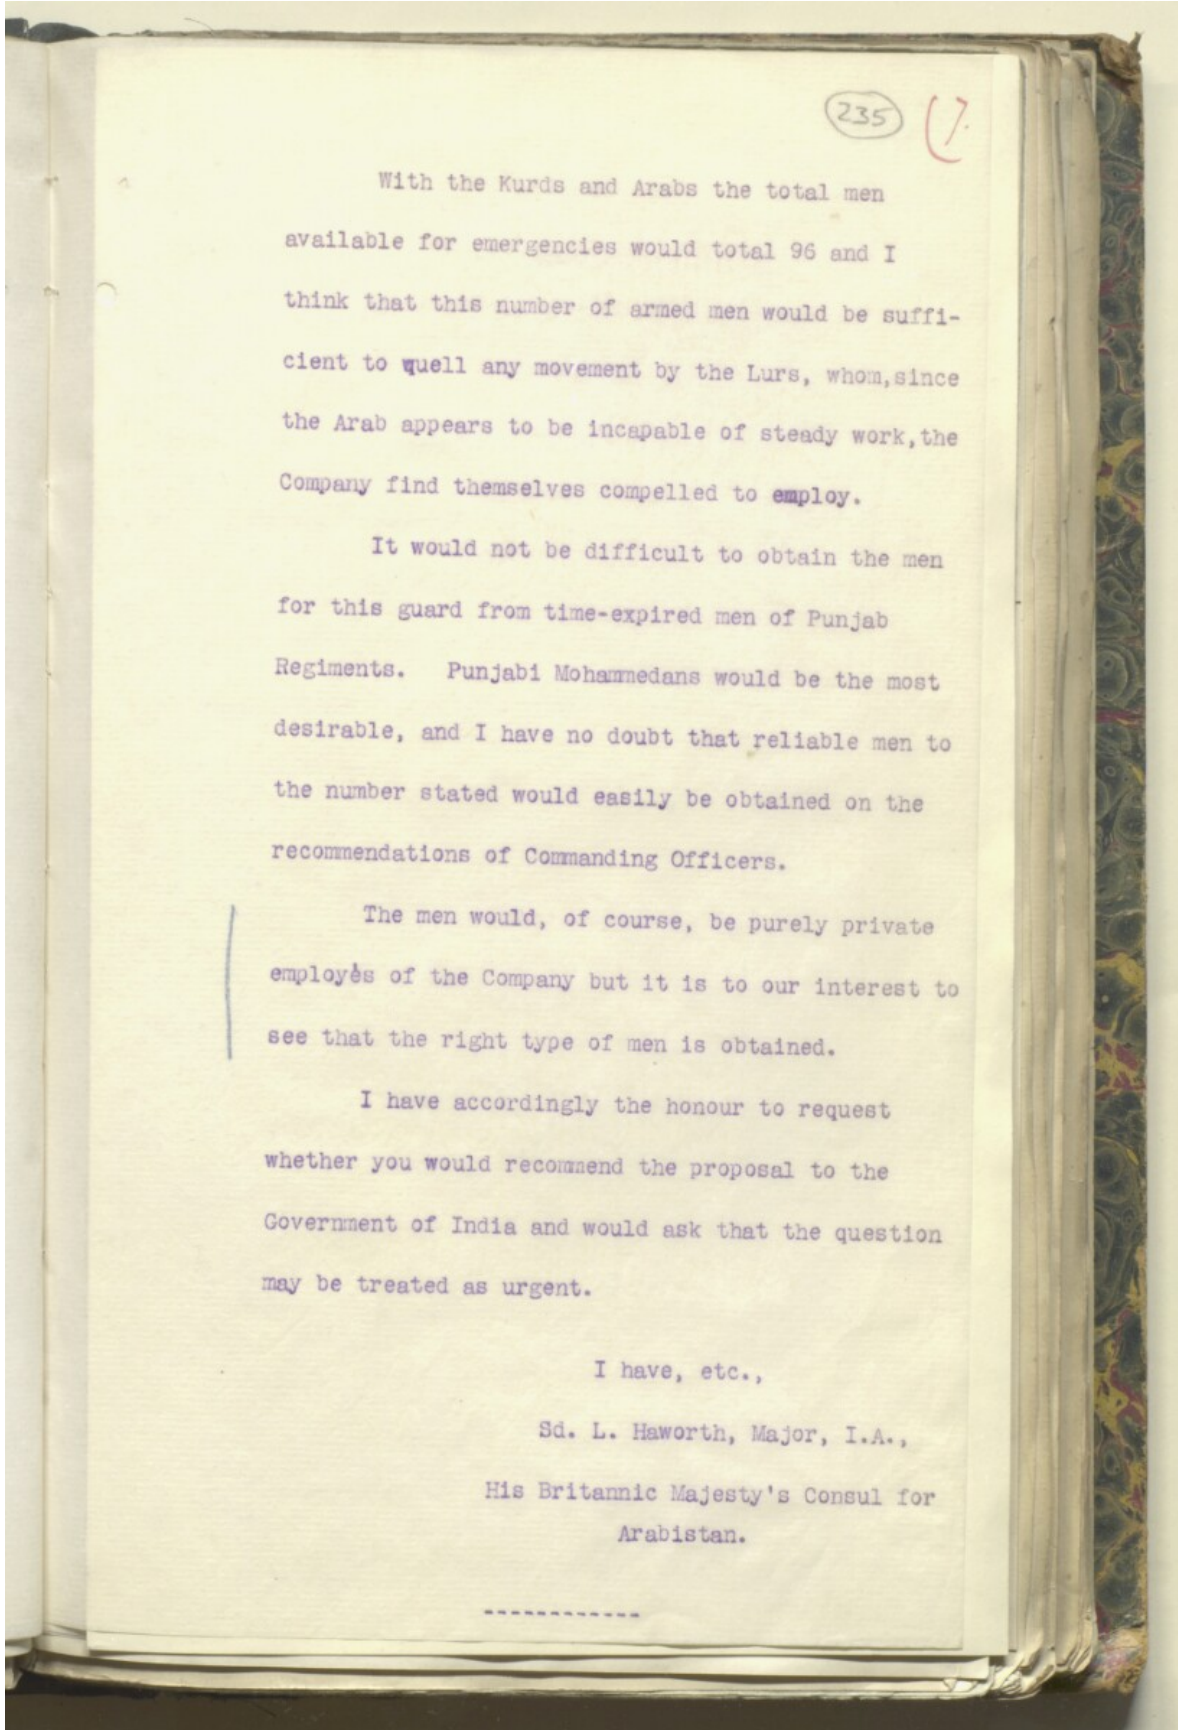 235
With the Kurds and Arabs the total men
available for emergencies would total 96 and I
think that this number of armed men would be suffi-
cient to quell any movement by the Lurs, whom,since
the Arab appears to be incapable of steady work,the
Company find themselves compelled to employ.
It would not be difficult to obtain the men
for this guard from time-expired men of Punjab
Regiments. Punjabi Mohammedans would be the most
desirable, and I have no doubt that reliable men to
the number stated would easily be obtained on the
recommendations of Commanding Officers.
The men would, of course, be purely private
employès of the Company but it is to our interest to
see that the right type of men is obtained.
I have accordingly the honour to request
whether you would recommend the proposal to the
Government of India and would ask that the question
may be treated as urgent.
I have, etc.,
Sd. L. Haworth, Major, I.A.,
His Britannic Majesty's Consul for
Arabistan.
------------